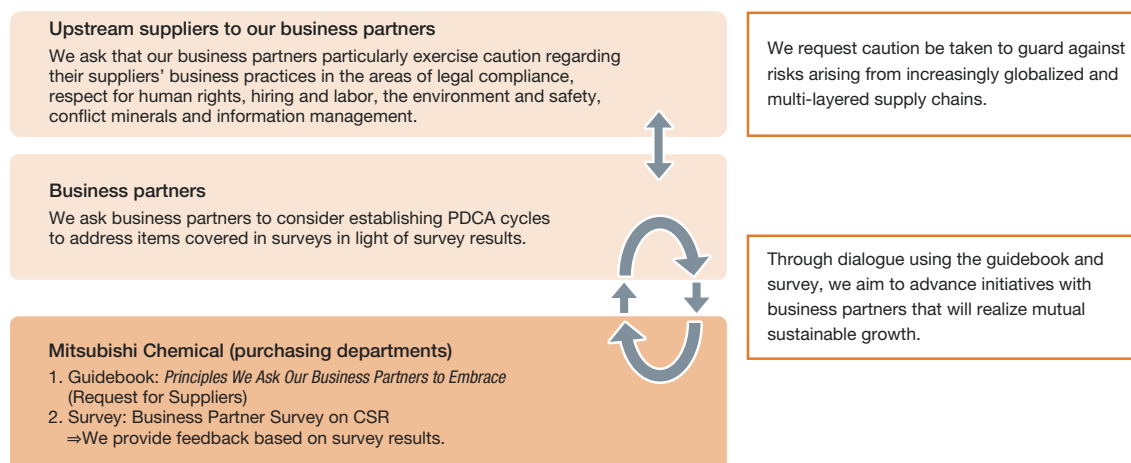 Upstream suppliers to our business partners
We ask that our business partners particularly exercise caution regarding
their suppliers’ business practices in the areas of legal compliance,
respect for human rights, hiring and labor, the environment and safety,
conflict minerals and information management.
We request caution be taken to guard against
risks arising from increasingly globalized and
multi-layered supply chains.
Business partners
We ask business partners to consider establishing PDCA cycles
to address items covered in surveys in light of survey results.
Through dialogue using the guidebook and
survey, we aim to advance initiatives with
business partners that will realize mutual
sustainable growth.
Mitsubishi Chemical (purchasing departments)
1. Guidebook: Principles We Ask Our Business Partners to Embrace
(Request for Suppliers)
2. Survey: Business Partner Survey on CSR
⇒We provide feedback based on survey results.